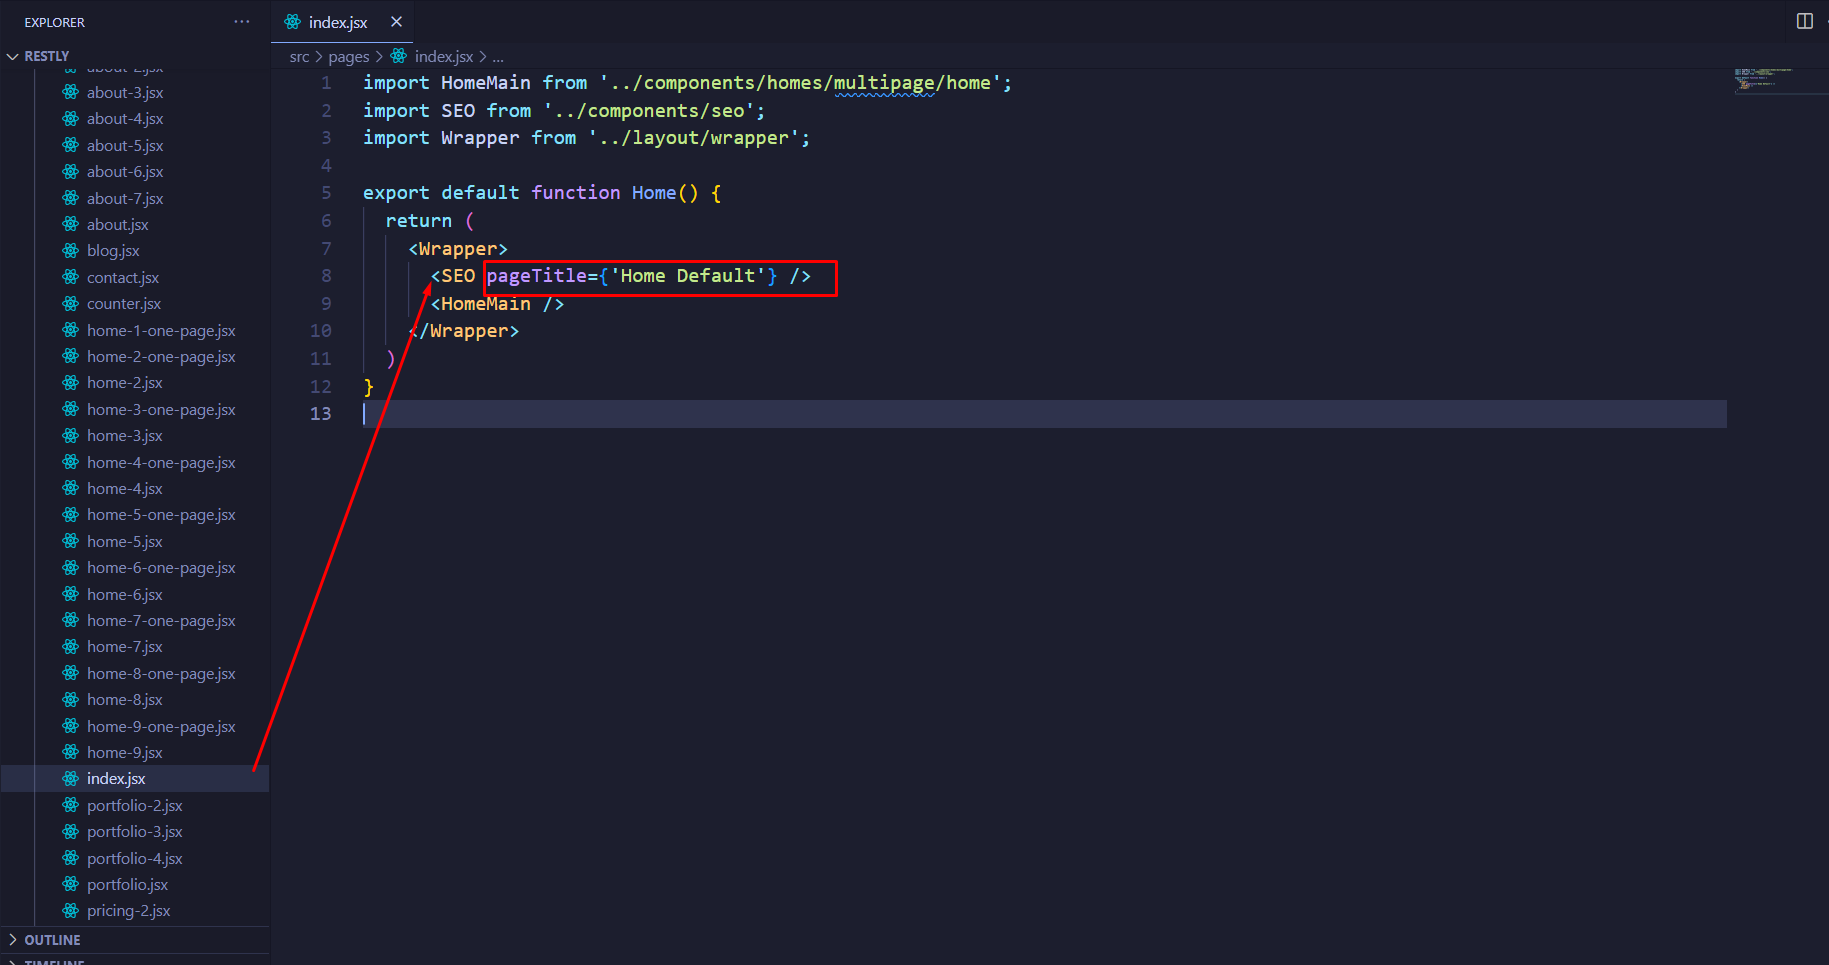 EXPLORER
RESTLY
about-2.jsx
about-3.jsx
about-4.jsx
about-5.jsx
about-6.jsx
about-7.jsx
about.jsx
blog.jsx
contact.jsx
counter.jsx
home-1-one-page.jsx
home-2-one-page.jsx
home-2.jsx
home-3-one-page.jsx
home-3.jsx
home-4-one-page.jsx
home-4.jsx
home-5-one-page.jsx
home-5.jsx
home-6-one-page.jsx
home-6.jsx
home-7-one-page.jsx
home-7.jsx
home-8-one-page.jsx
home-8.jsx
home-9-one-page.jsx
home-9.jsx
index.jsx
portfolio-2.jsx
portfolio-3.jsx
portfolio-4.jsx
portfolio.jsx
pricing-2.jsx
OUTLINE
TIMELINE
index.jsx
src > pages > index.jsx > ...
1 import HomeMain from '../components/homes/multipage/home';
2 import SEO from '../components/seo';
3 import Wrapper from '../layout/wrapper';
4
5 export default function Home() {
6 return (
7 <Wrapper>
8 <SEO pageTitle={'Home Default'} />
9 <HomeMain />
10 </Wrapper>
11 )
12 }
13